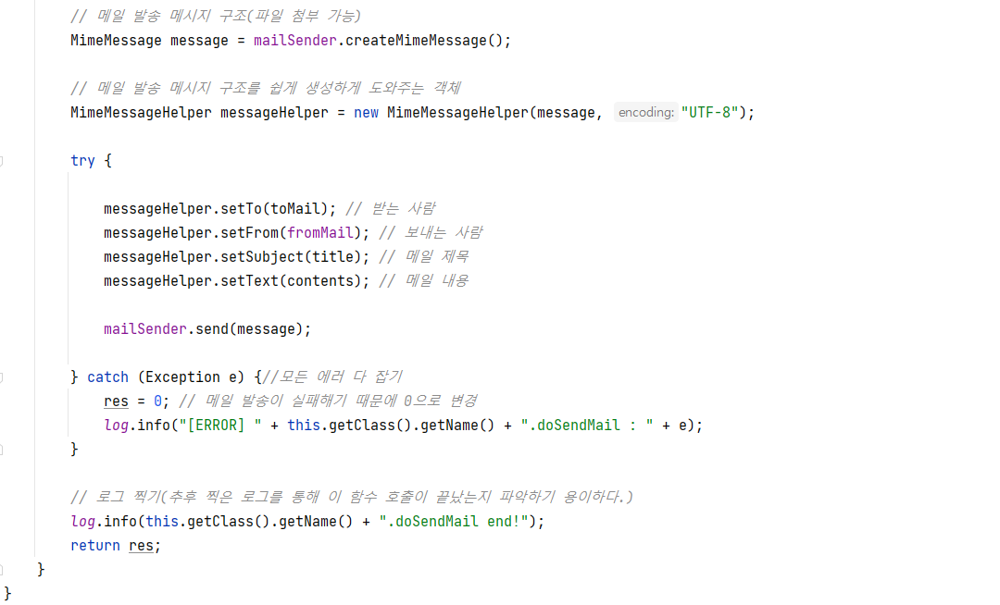 // 메일 발송 메시지 구조(파일 첨부 가능)
MimeMessage message = mailSender.createMimeMessage();
// 메일 발송 메시지 구조를 쉽게 생성하게 도와주는 객체
MimeMessageHelper messageHelper = new MimeMessageHelper(message, encoding: "UTF-8");
try {
messageHelper.setTo(toMail); // 받는 사람
messageHelper.setFrom(fromMail); // 보내는 사람
messageHelper.setSubject(title); // 메일 제목
messageHelper.setText(contents); // 메일 내용
mailSender.send(message);
} catch (Exception e) {//모든 에러 다 잡기
res = 0; // 메일 발송이 실패해기 때문에 0으로 변경
log.info("[ERROR] " + this.getClass().getName() + ".doSendMail : " + e);
}
// 로그 찍기(추후 찍은 로그를 통해 이 함수 호출이 끝났는지 파악하기 용이하다.)
log.info(this.getClass().getName() + ".doSendMail end!");
return res;
}
}